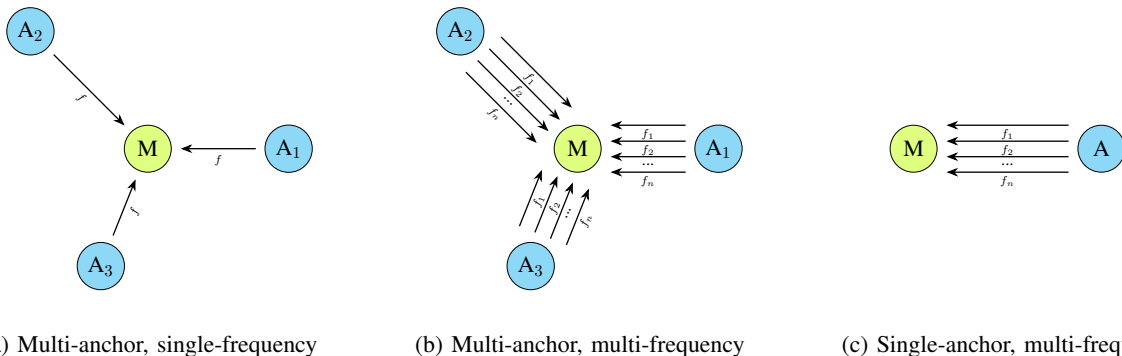 A2
f
M
f
A1
f
A3
A2
f1
f2
...
fn
M
f1
f2
...
fn
A1
f1
f2
...
fn
A3
M
f1
f2
...
fn
A
) Multi-anchor, single-frequency
(b) Multi-anchor, multi-frequency
(c) Single-anchor, multi-frequ